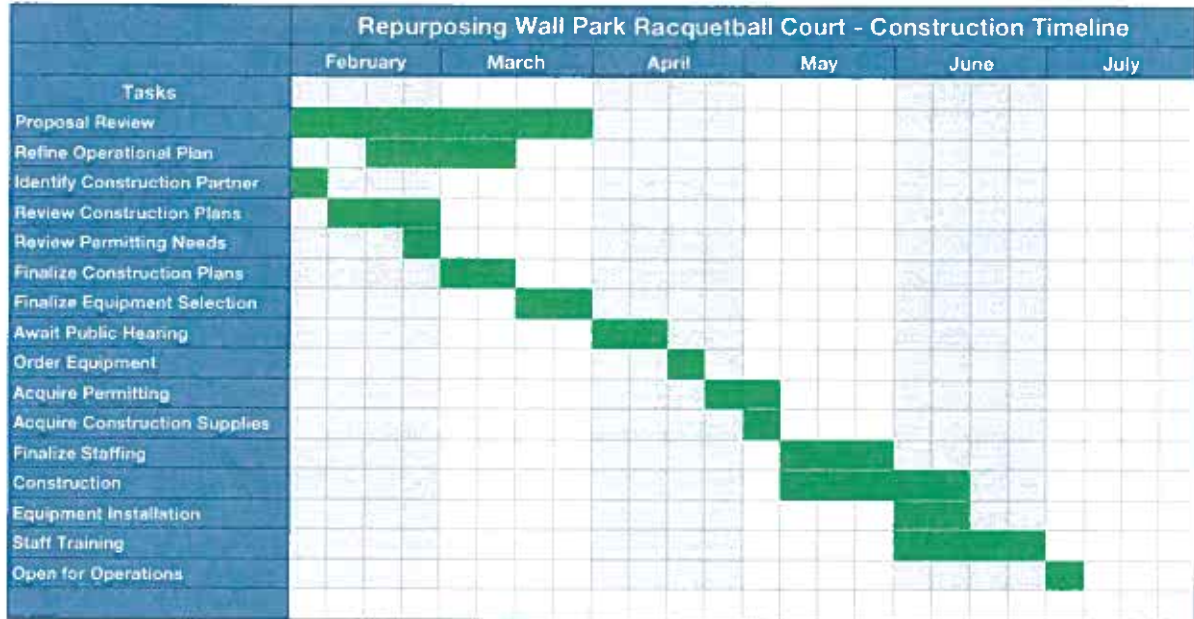 Repurposing Wall Park Racquetball Court - Construction Timeline
February March April May June July
Tasks
Proposal Review
Refine Operational Plan
Identify Construction Partner
Review Construction Plans
Review Permitting Needs
Finalize Construction Plans
Finalize Equipment Selection
Await Public Hearing
Order Equipment
Acquire Permitting
Acquire Construction Supplies
Finalize Staffing
Construction
Equipment Installation
Staff Training
Open for Operations